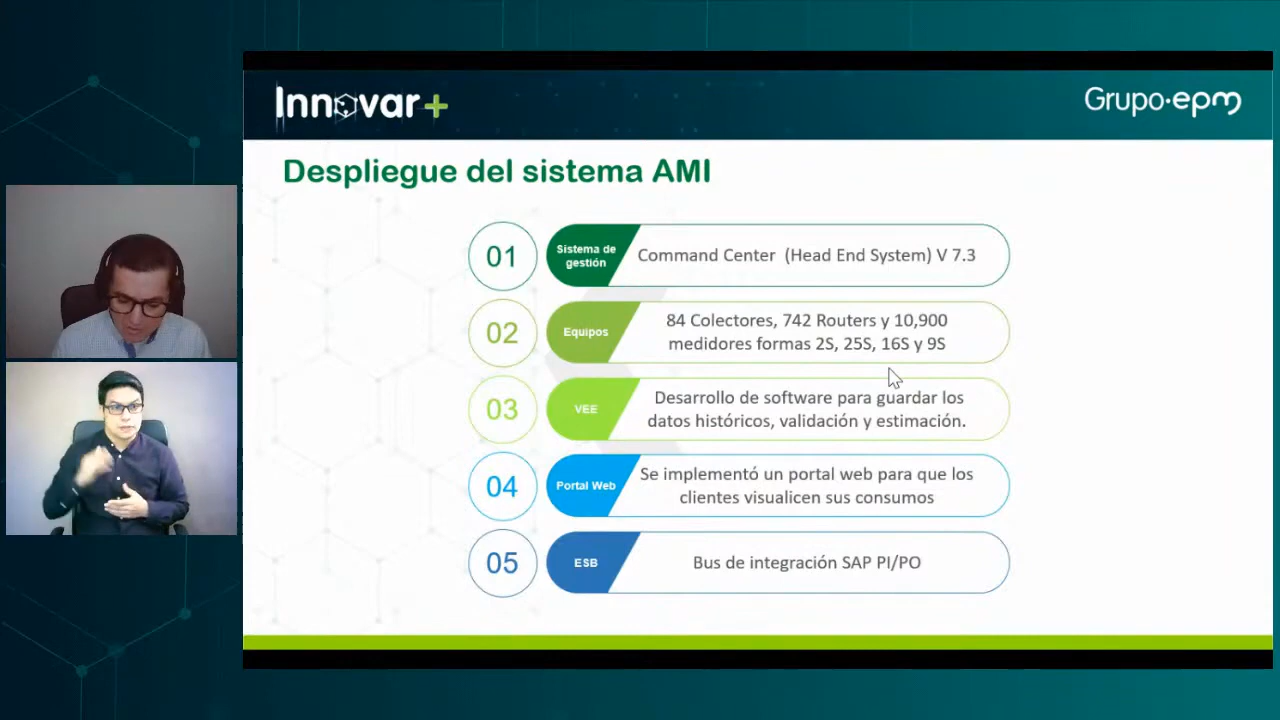 Innovar+
Grupo·epm
Despliegue del sistema AMI
01
Sistema de
gestión
Command Center (Head End System) V 7.3
02
Equipos
84 Colectores, 742 Routers y 10,900
medidores formas 2S, 25S, 16S y 9S
03
VEE
Desarrollo de software para guardar los
datos históricos, validación y estimación.
04
Portal Web
Se implementó un portal web para que los
clientes visualicen sus consumos
05
ESB
Bus de integración SAP PI/PO